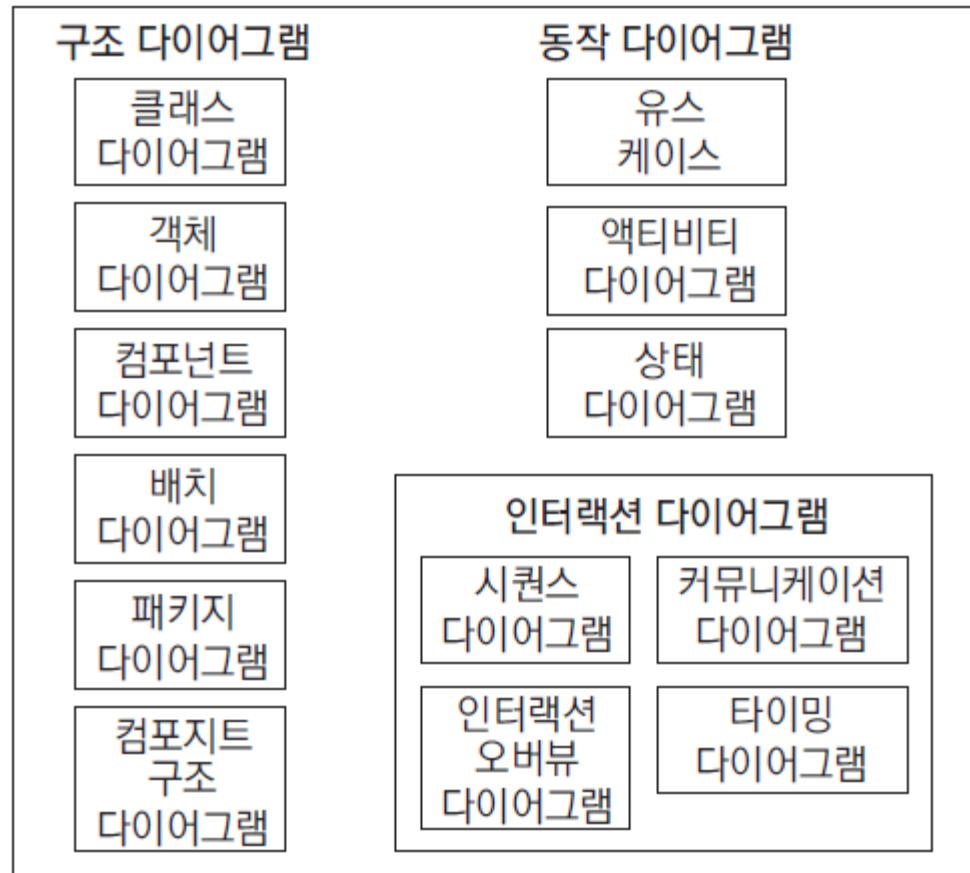 구조 다이어그램
클래스
다이어그램
객체
다이어그램
컴포넌트
다이어그램
배치
다이어그램
패키지
다이어그램
컴포지트
구조
다이어그램
동작 다이어그램
유스
케이스
액티비티
다이어그램
상태
다이어그램
인터랙션 다이어그램
시퀀스
다이어그램
커뮤니케이션
다이어그램
인터랙션
오버뷰
다이어그램
타이밍
다이어그램